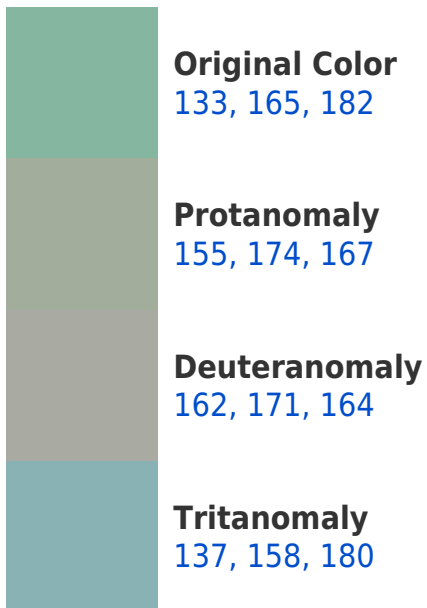 Original Color
133, 165, 182
Protanomaly
155, 174, 167
Deuteranomaly
162, 171, 164
Tritanomaly
137, 158, 180